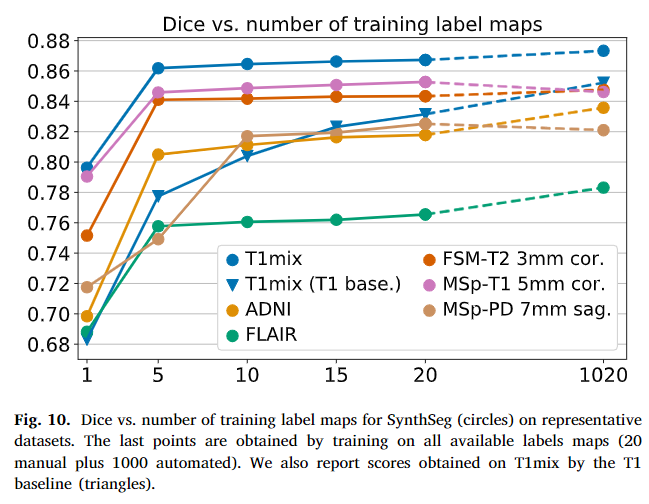 Dice vs. number of training label maps
0.88
0.86
0.84
0.82
0.80
0.78
0.76
0.74
0.72
0.70
0.68
T1mix
T1mix (T1 base.)
ADNI
FLAIR
FSM-T2 3mm cor.
MSp-T1 5mm cor.
MSp-PD 7mm sag.
1 5 10 15 20 1020
Fig. 10. Dice vs. number of training label maps for SynthSeg (circles) on representative
datasets. The last points are obtained by training on all available labels maps (20
manual plus 1000 automated). We also report scores obtained on T1mix by the T1
baseline (triangles).